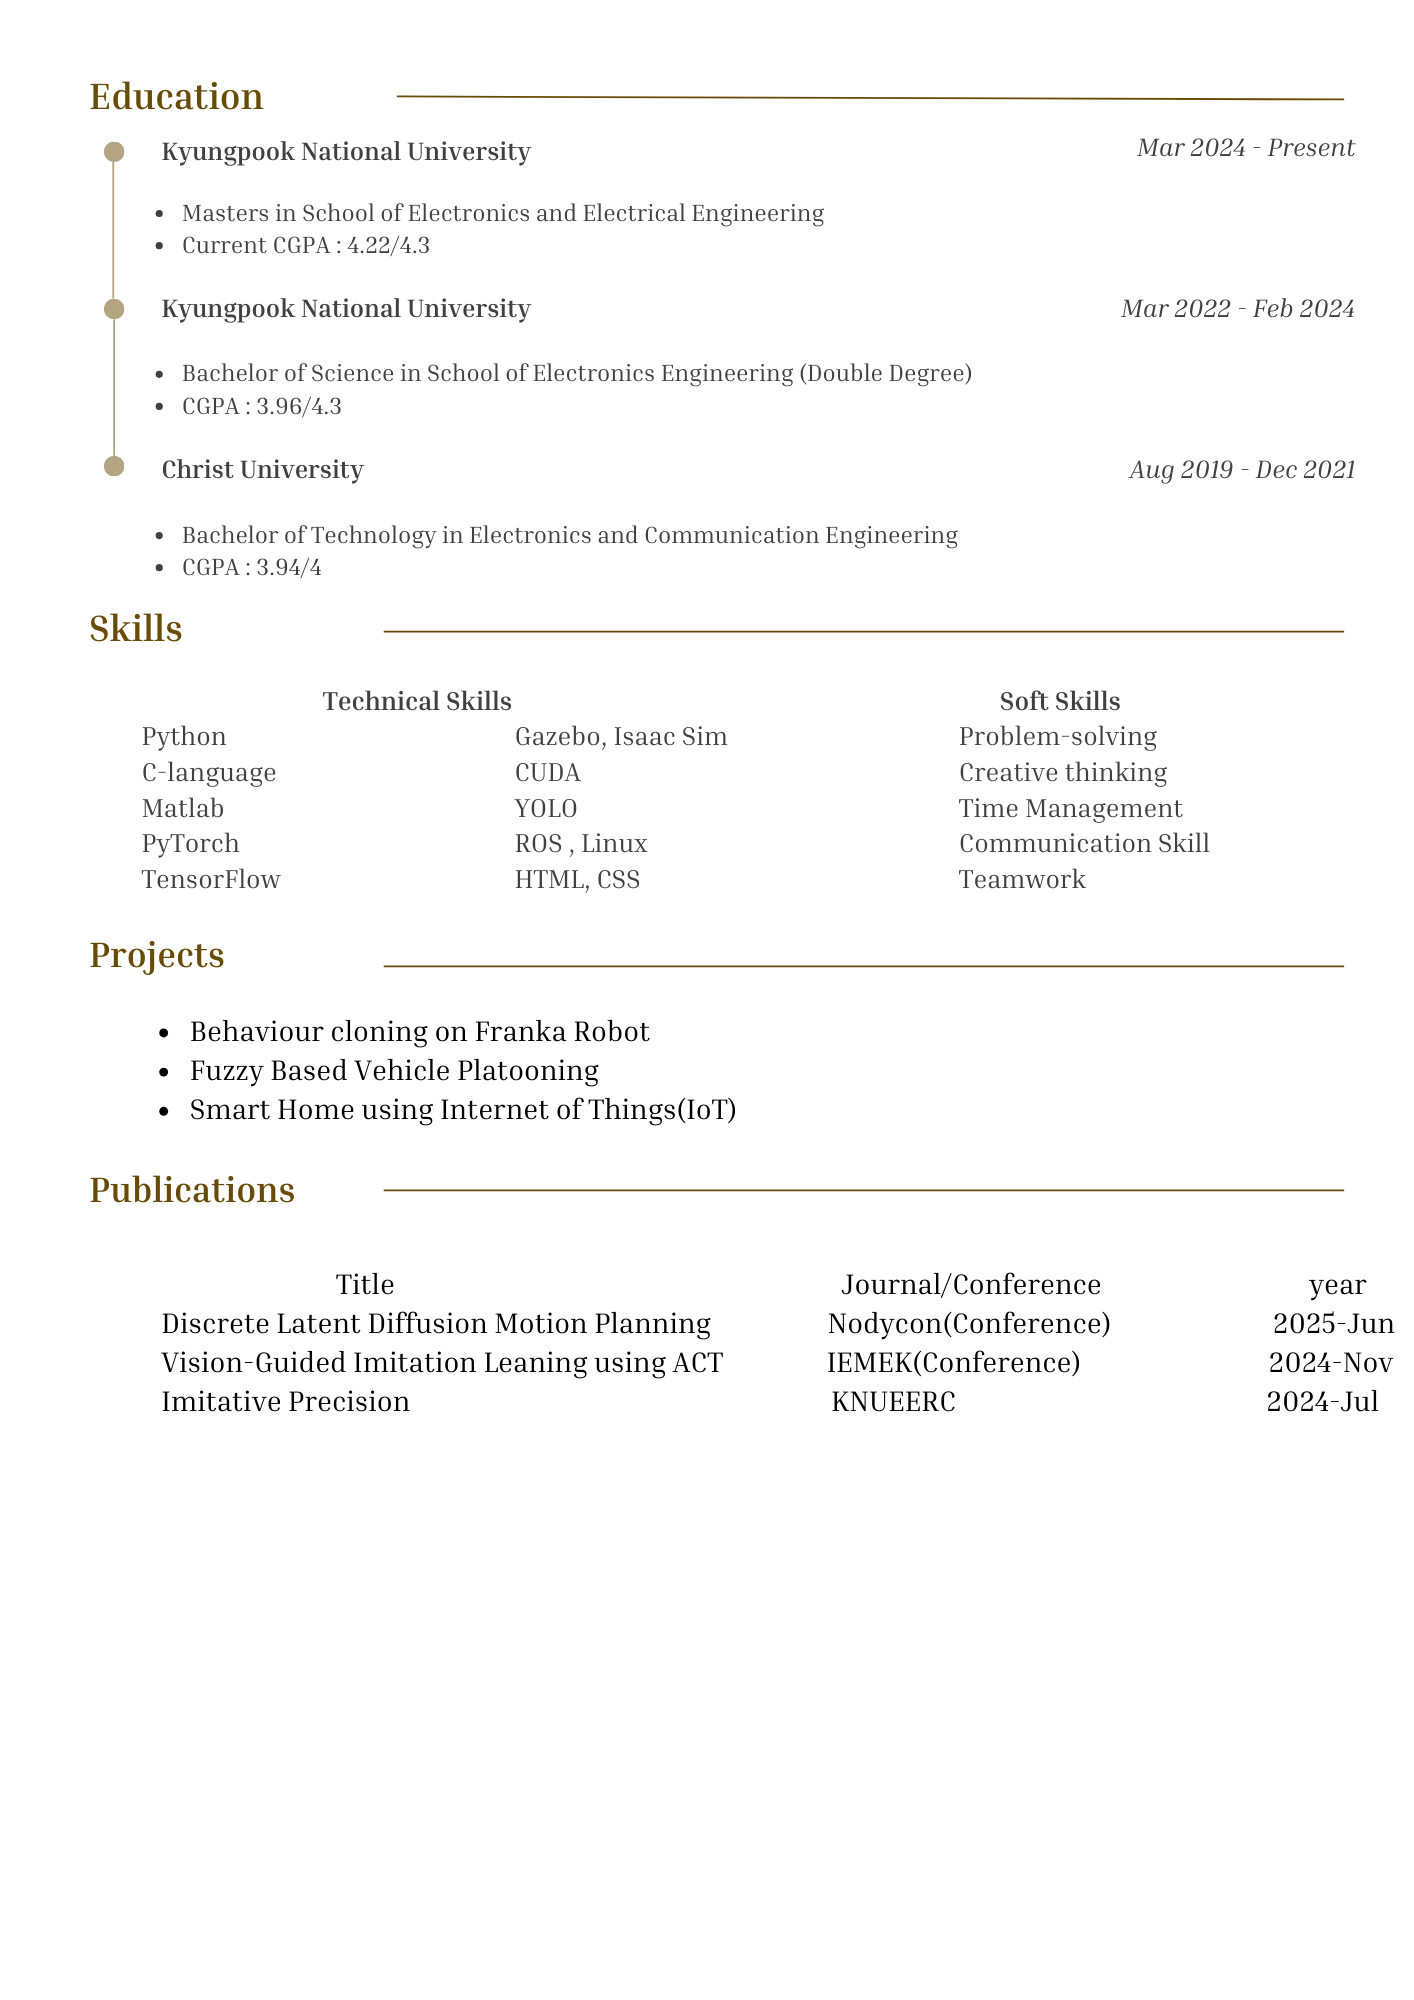 Education
Kyungpook National University Mar 2024 - Present
• Masters in School of Electronics and Electrical Engineering
• Current CGPA : 4.22/4.3
Kyungpook National University Mar 2022 - Feb 2024
• Bachelor of Science in School of Electronics Engineering (Double Degree)
• CGPA : 3.96/4.3
Christ University Aug 2019 - Dec 2021
• Bachelor of Technology in Electronics and Communication Engineering
• CGPA : 3.94/4
Skills
Technical Skills Soft Skills
Python Gazebo, Isaac Sim Problem-solving
C-language CUDA Creative thinking
Matlab YOLO Time Management
PyTorch ROS , Linux Communication Skill
TensorFlow HTML, CSS Teamwork
Projects
• Behaviour cloning on Franka Robot
• Fuzzy Based Vehicle Platooning
• Smart Home using Internet of Things(IoT)
Publications
Title Journal/Conference year
Discrete Latent Diffusion Motion Planning Nodycon(Conference) 2025-Jun
Vision-Guided Imitation Leaning using ACT IEMEK(Conference) 2024-Nov
Imitative Precision KNUEERC 2024-Jul